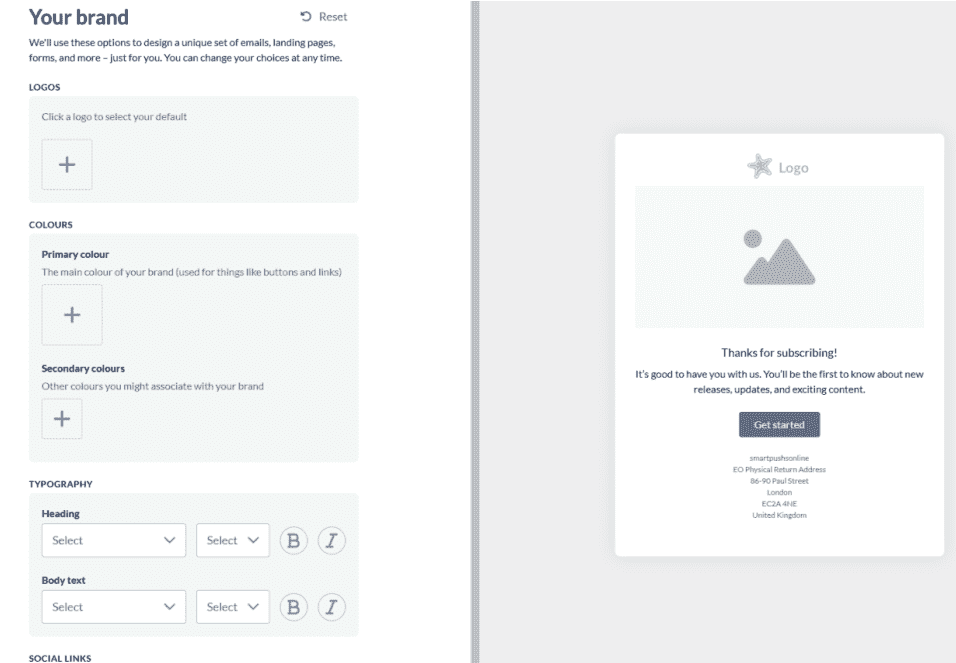 Your brand
Reset
We'll use these options to design a unique set of emails, landing pages,
forms, and more – just for you. You can change your choices at any time.
LOGOS
Click a logo to select your default
COLOURS
Primary colour
The main colour of your brand (used for things like buttons and links)
Secondary colours
Other colours you might associate with your brand
TYPOGRAPHY
Heading
Select
Select
B
I
Body text
Select
Select
B
I
SOCIAL LINKS
Logo
Thanks for subscribing!
It's good to have you with us. You'll be the first to know about new
releases, updates, and exciting content.
Get started
smartpushsonline
EO Physical Return Address
86-90 Paul Street
London
EC2A 4NE
United Kingdom